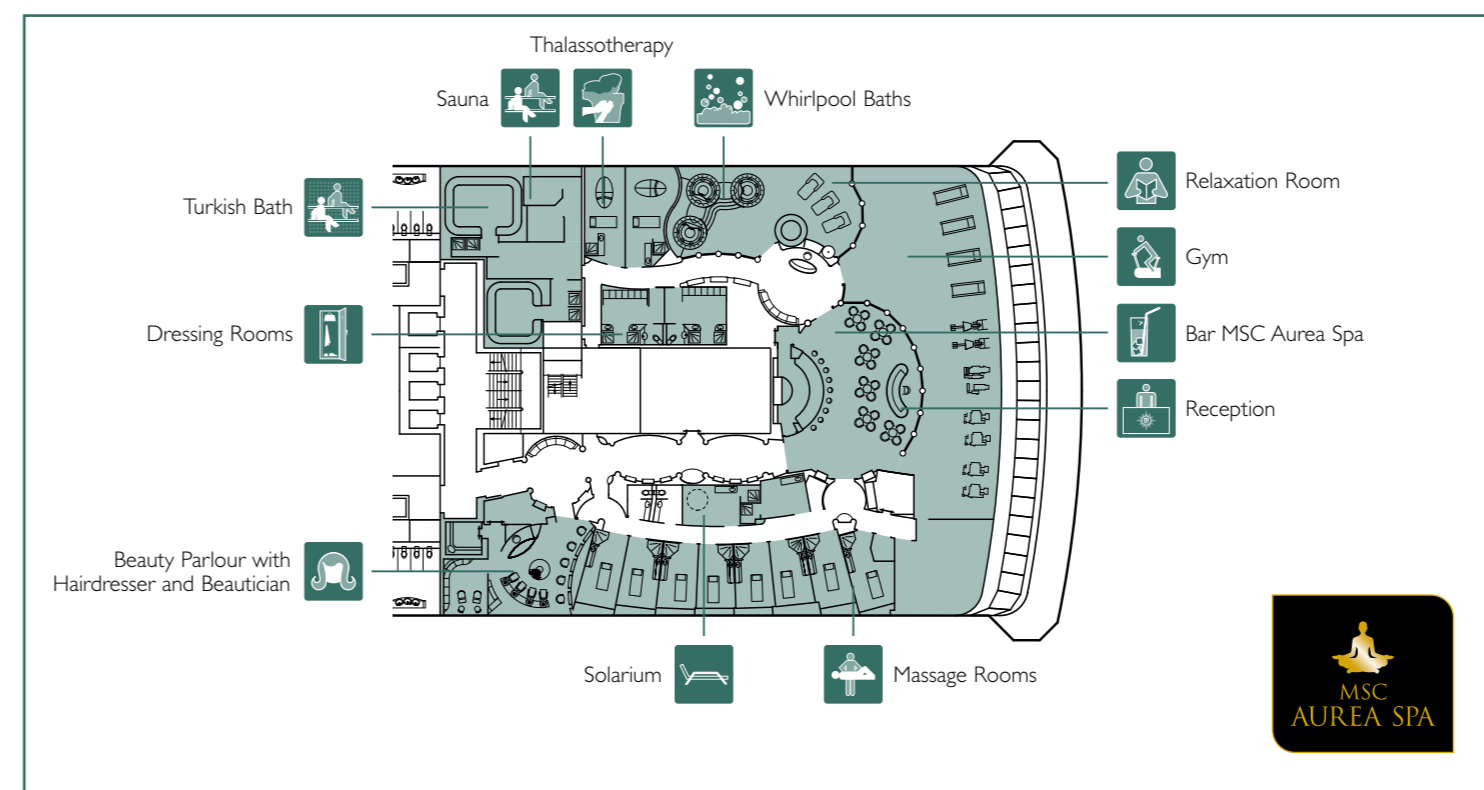 Thalassotherapy
Sauna
Whirlpool Baths
Turkish Bath
Relaxation Room
Gym
Dressing Rooms
Bar MSC Aurea Spa
Reception
Beauty Parlour with
Hairdresser and Beautician
Solarium
Massage Rooms
MSC
AUREA SPA